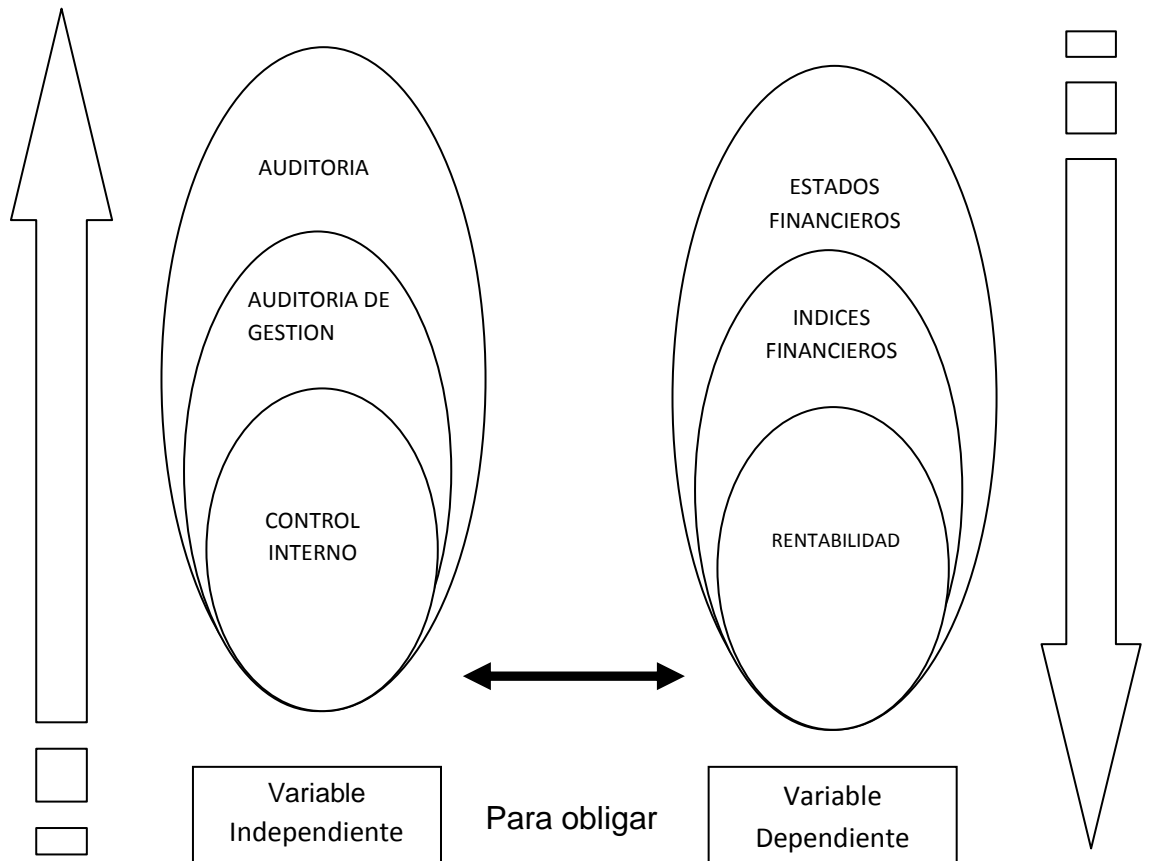 AUDITORIA
AUDITORIA DE
GESTION
CONTROL
INTERNO
ESTADOS
FINANCIEROS
INDICES
FINANCIEROS
RENTABILIDAD
Variable
Independiente
Para obligar
Variable
Dependiente